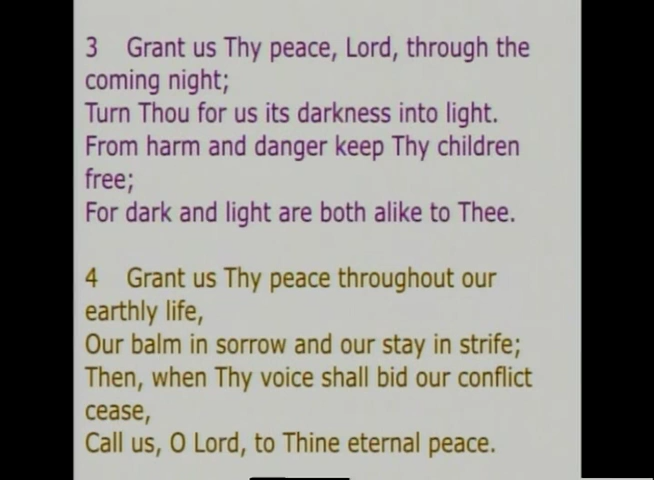 3 Grant us Thy peace, Lord, through the
coming night;
Turn Thou for us its darkness into light.
From harm and danger keep Thy children
free;
For dark and light are both alike to Thee.
4 Grant us Thy peace throughout our
earthly life,
Our balm in sorrow and our stay in strife;
Then, when Thy voice shall bid our conflict
cease,
Call us, O Lord, to Thine eternal peace.